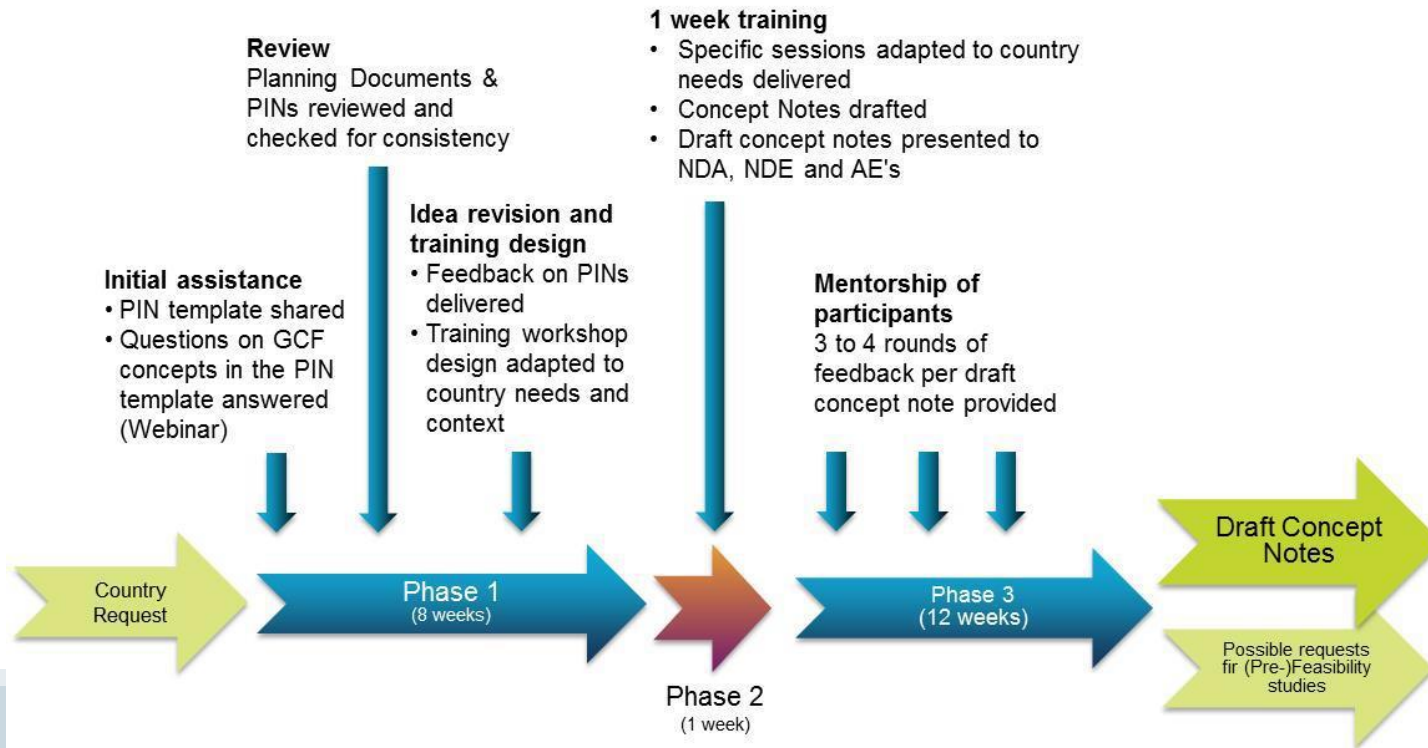 Review
Planning Documents &
PINs reviewed and
checked for consistency
1 week training
• Specific sessions adapted to country
needs delivered
• Concept Notes drafted
• Draft concept notes presented to
NDA, NDE and AE's
Initial assistance
• PIN template shared
• Questions on GCF
concepts in the PIN
template answered
(Webinar)
Idea revision and
training design
• Feedback on PINs
delivered
• Training workshop
design adapted to
country needs and
context
Mentorship of
participants
3 to 4 rounds of
feedback per draft
concept note provided
Country
Request
Phase 1
(8 weeks)
Phase 2
(1 week)
Phase 3
(12 weeks)
Draft Concept
Notes
Possible requests
fir (Pre-)Feasibility
studies